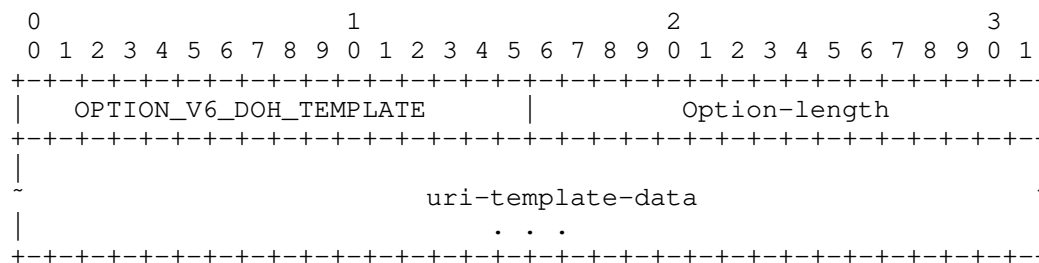 0                   1                   2                   3
 0 1 2 3 4 5 6 7 8 9 0 1 2 3 4 5 6 7 8 9 0 1 2 3 4 5 6 7 8 9 0 1
+-+-+-+-+-+-+-+-+-+-+-+-+-+-+-+-+-+-+-+-+-+-+-+-+-+-+-+-+-+-+-+-
|   OPTION_V6_DOH_TEMPLATE      |         Option-length
+-+-+-+-+-+-+-+-+-+-+-+-+-+-+-+-+-+-+-+-+-+-+-+-+-+-+-+-+-+-+-+-
|
~                         uri-template-data                     ~
|                             . . .
+-+-+-+-+-+-+-+-+-+-+-+-+-+-+-+-+-+-+-+-+-+-+-+-+-+-+-+-+-+-+-+-